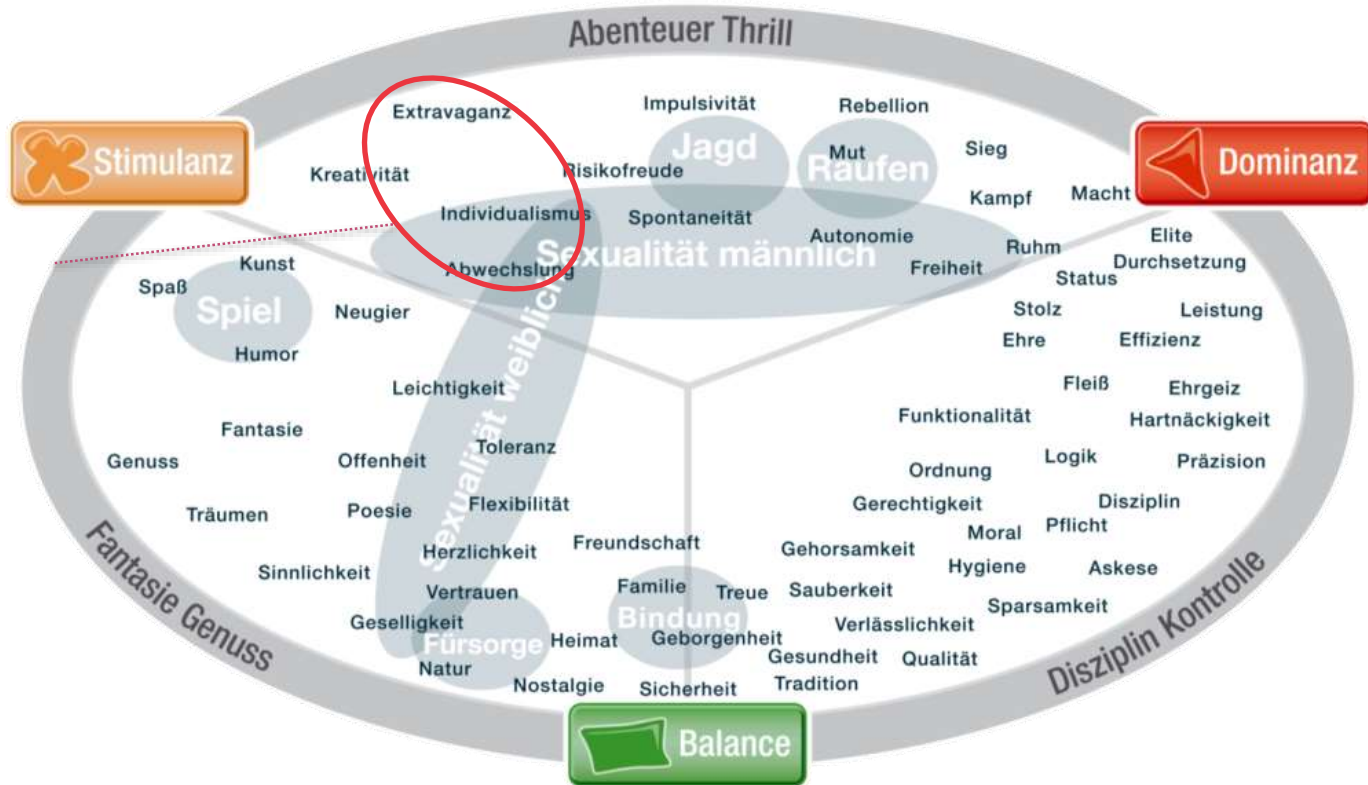 Abenteuer Thrill
Extravaganz
Impulsivität
Rebellion
Stimulanz
Jagd
Mut
Raufen
Sieg
Dominanz
Kreativität
Risikofreude
Kampf
Macht
Individualismus
Spontaneität
Autonomie
Sexualität männlich
Ruhm
Elite
Kunst
Abwechslung
Freiheit
Durchsetzung
Spaß
Status
Spiel
Neugier
Stolz
Leistung
Humor
Ehre
Effizienz
Sexualität weiblich
Leichtigkeit
Fleiß
Ehrgeiz
Fantasie
Funktionalität
Hartnäckigkeit
Genuss
Offenheit
Toleranz
Ordnung
Logik
Präzision
Träumen
Poesie
Flexibilität
Gerechtigkeit
Disziplin
Moral
Pflicht
Herzlichkeit
Freundschaft
Gehorsamkeit
Sinnlichkeit
Hygiene
Askese
Vertrauen
Familie
Treue
Sauberkeit
Sparsamkeit
Geselligkeit
Bindung
Verlässlichkeit
Fürsorge
Heimat
Geborgenheit
Natur
Gesundheit
Qualität
Nostalgie
Sicherheit
Tradition
Fantasie Genuss
Disziplin Kontrolle
Balance